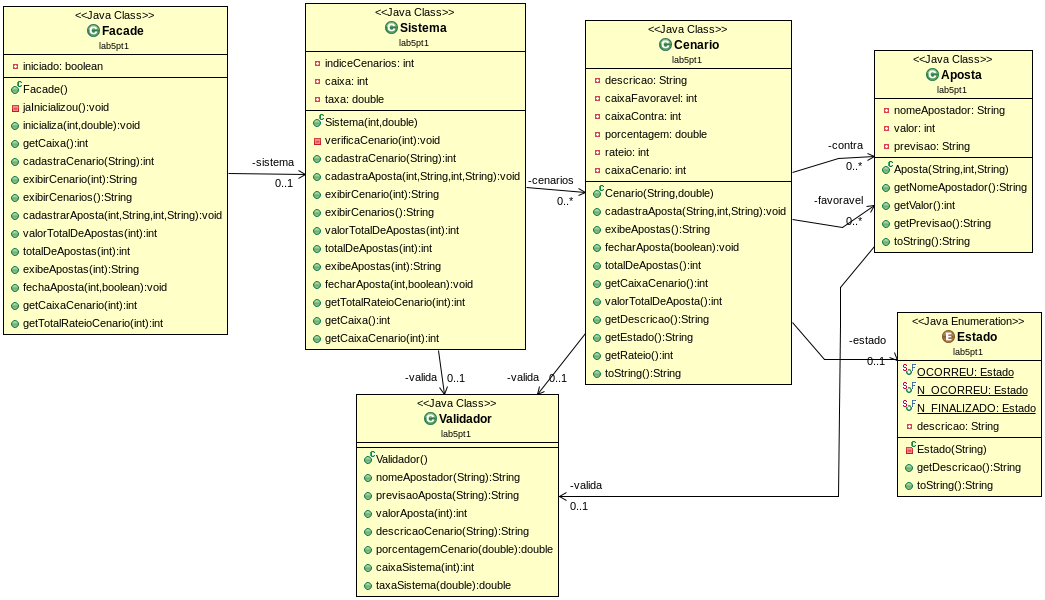 <<Java Class>>
Facade
lab5pt1
iniciado: boolean
Facade()
jaInicializou():void
inicializa(int,double):void
getCaixa():int
cadastraCenario(String):int
exibirCenario(int):String
exibirCenarios():String
cadastrarAposta(int,String,int,String):void
valorTotalDeApostas(int):int
totalDeApostas(int):int
exibeApostas(int):String
fechaAposta(int,boolean):void
getCaixaCenario(int):int
getTotalRateioCenario(int):int
-sistema
0..1
<<Java Class>>
Sistema
lab5pt1
indiceCenarios: int
caixa: int
taxa: double
Sistema(int,double)
verificaCenario(int):void
cadastraCenario(String):int
cadastraAposta(int,String,int,String):void
exibirCenario(int):String
exibirCenarios():String
valorTotalDeApostas(int):int
totalDeApostas(int):int
exibeApostas(int):String
fecharAposta(int,boolean):void
getTotalRateioCenario(int):int
getCaixa():int
getCaixaCenario(int):int
-cenarios
0..*
<<Java Class>>
Cenario
lab5pt1
descricao: String
caixaFavoravel: int
caixaContra: int
porcentagem: double
rateio: int
caixaCenario: int
Cenario(String,double)
cadastraAposta(String,int,String):void
exibeApostas():String
fecharAposta(boolean):void
totalDeApostas():int
getCaixaCenario():int
valorTotalDeAposta():int
getDescricao():String
getEstado():String
getRateio():int
toString():String
-contra
0..*
-favoravel
0..*
<<Java Class>>
Aposta
lab5pt1
nomeApostador: String
valor: int
previsao: String
Aposta(String,int,String)
getNomeApostador():String
getValor():int
getPrevisao():String
toString():String
-estado
0..1
<<Java Enumeration>>
Estado
lab5pt1
OCORREU: Estado
N_OCORREU: Estado
N_FINALIZADO: Estado
descricao: String
Estado(String)
getDescricao():String
toString():String
-valida
0..1
-valida
0..1
-valida
0..1
<<Java Class>>
Validador
lab5pt1
Validador()
nomeApostador(String):String
previsaoAposta(String):String
valorAposta(int):int
descricaoCenario(String):String
porcentagemCenario(double):double
caixaSistema(int):int
taxaSistema(double):double